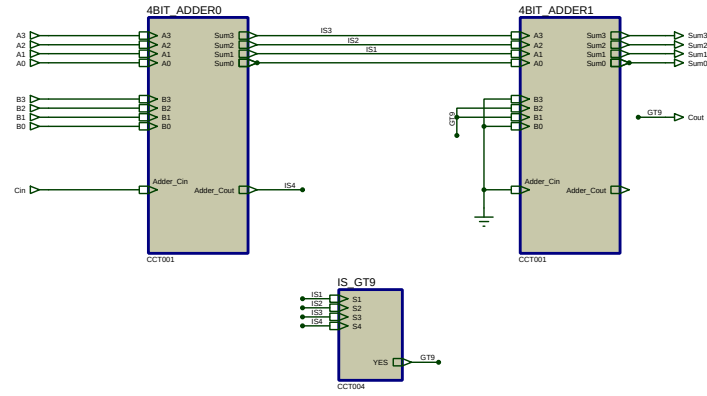 4BIT_ADDER0
4BIT_ADDER1
A3 A3 Sum3 IS3 A3 Sum3 Sum3
A2 A2 Sum2 IS2 A2 Sum2 Sum2
A1 A1 Sum1 IS1 A1 Sum1 Sum1
A0 A0 Sum0 A0 Sum0 Sum0
B3 B3 B3
B2 B2 B2
B1 B1 GT9 B1 GT9 Cout
B0 B0 B0
Adder_Cin Adder_Cin
Cin Adder_Cout IS4 Adder_Cout
CCT001 CCT001
IS_GT9
IS1 S1
IS2 S2
IS3 S3
IS4 S4
YES GT9
CCT004